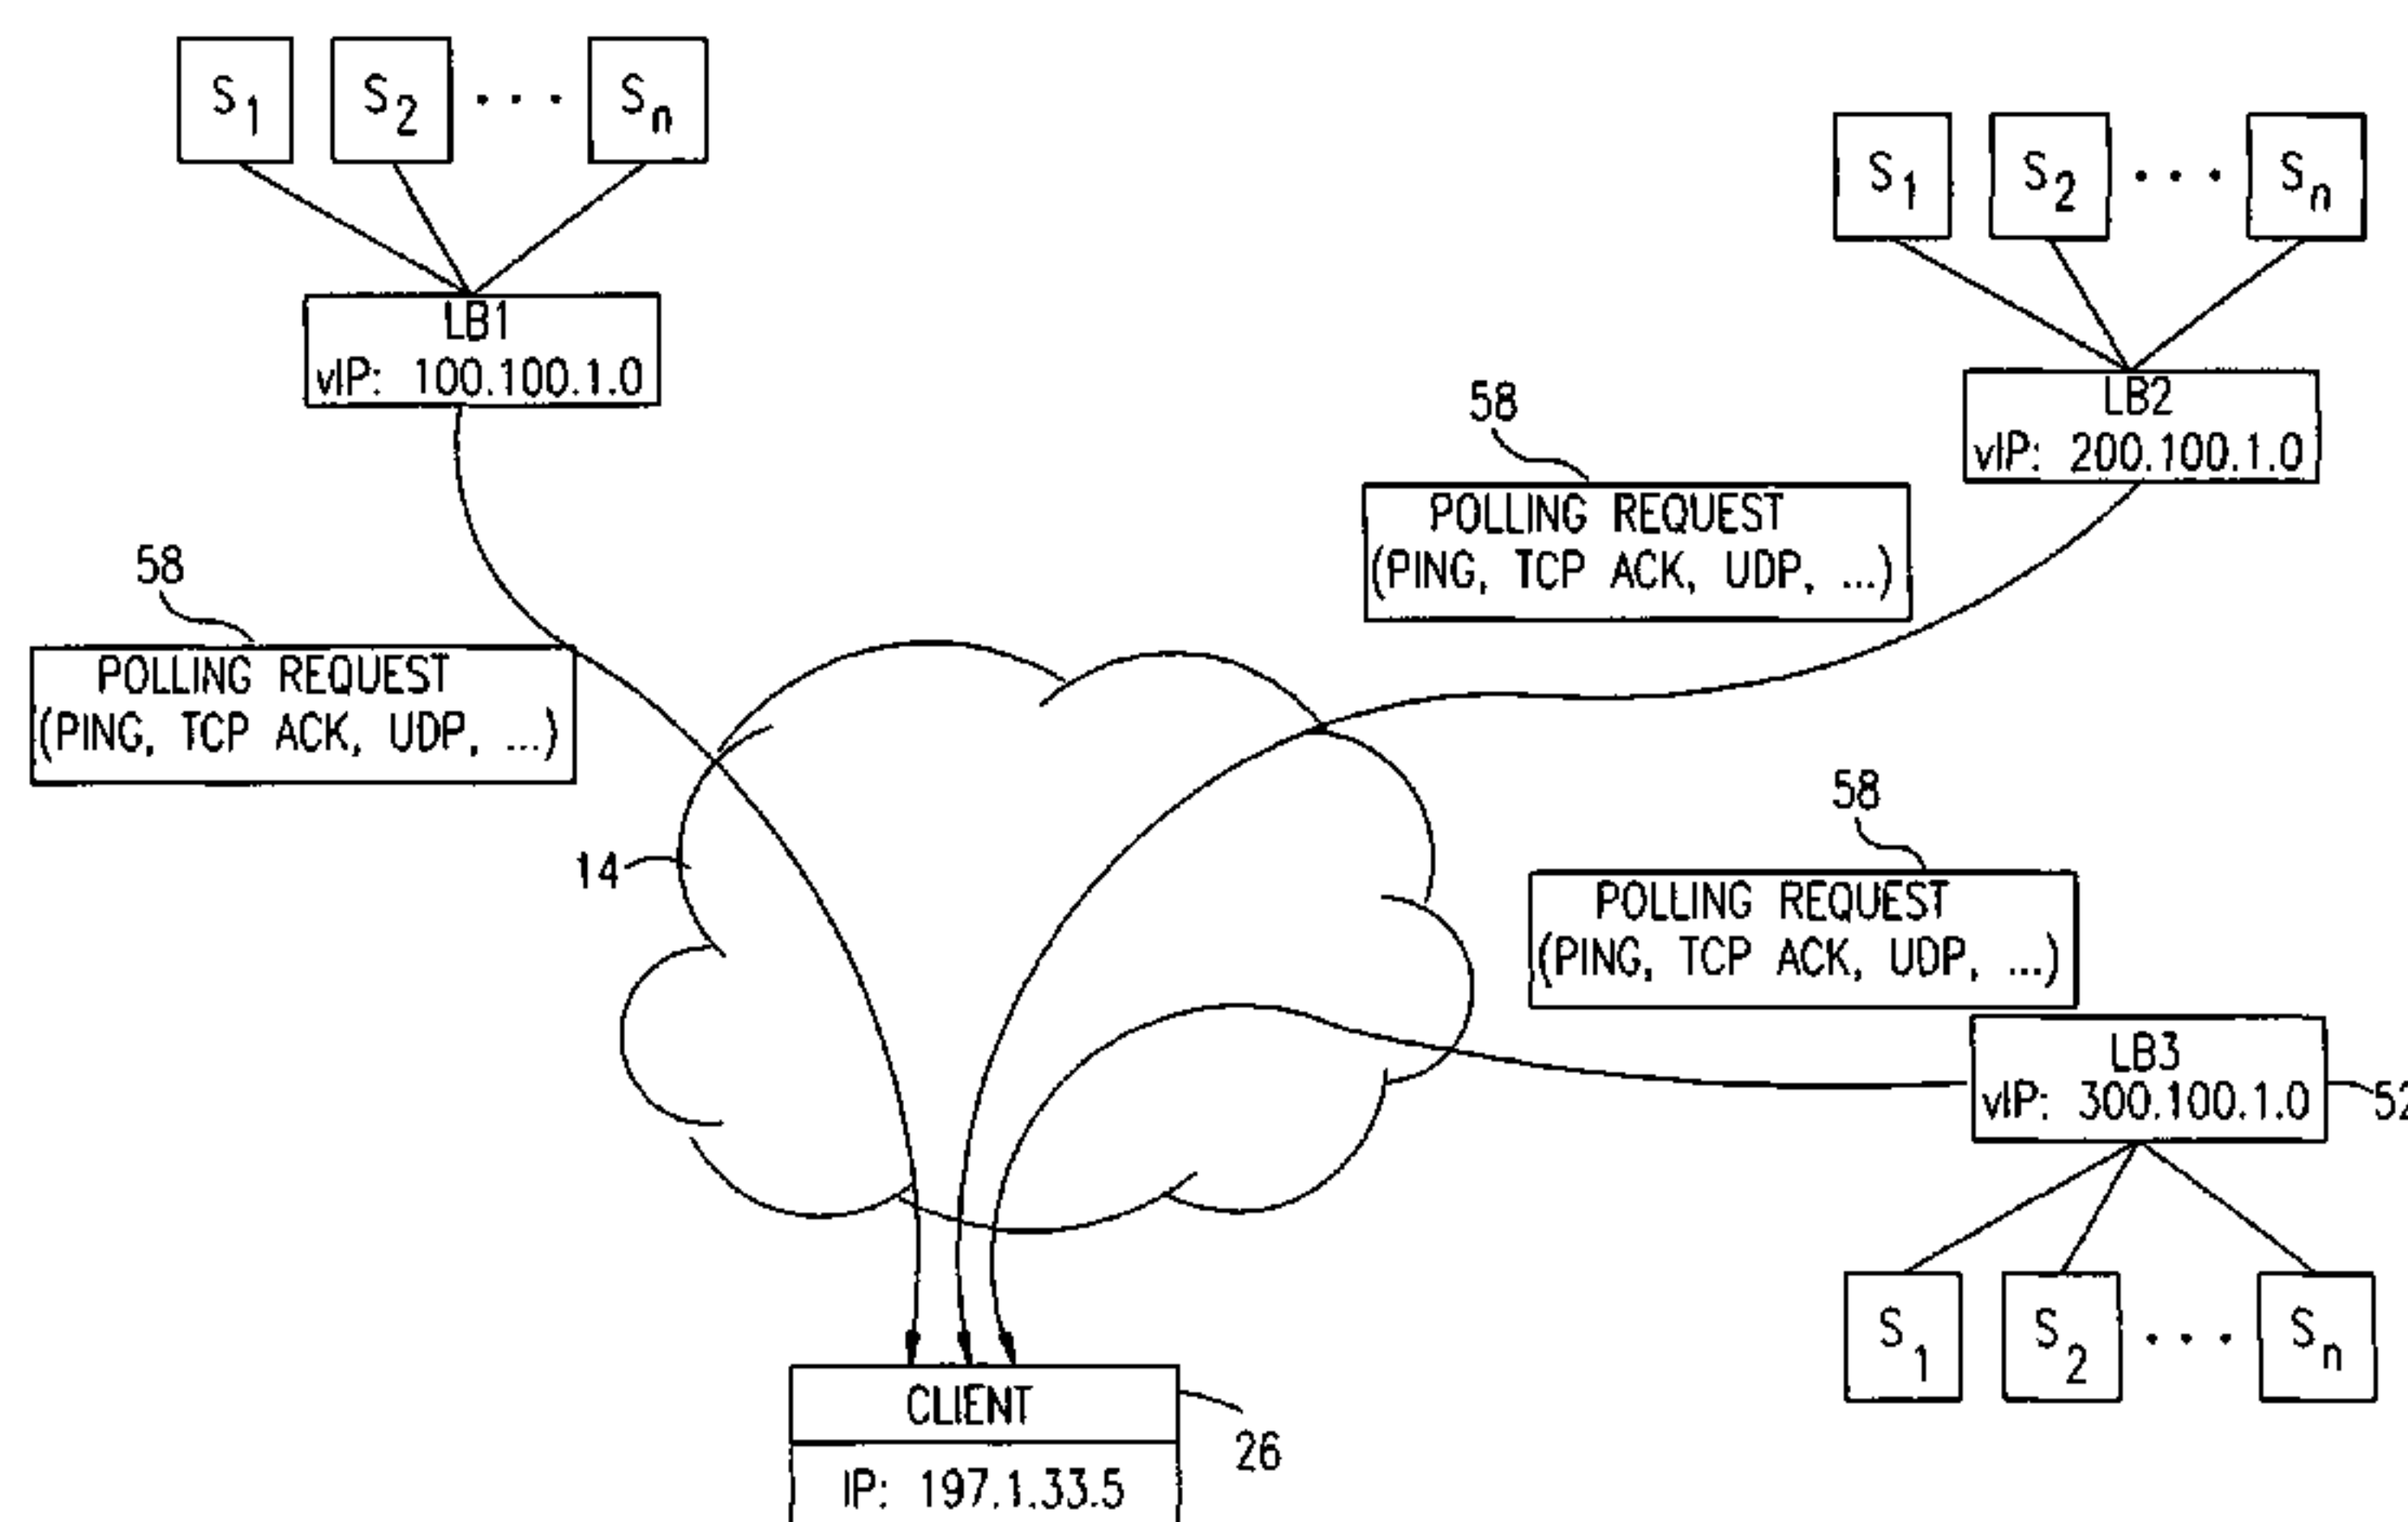 S1 S2 ... Sn
LB1
vIP: 100.100.1.0
S1 S2 ... Sn
LB2
vIP: 200.100.1.0
58
POLLING REQUEST
(PING, TCP ACK, UDP, ...)
58
POLLING REQUEST
(PING, TCP ACK, UDP, ...)
14
58
POLLING REQUEST
(PING, TCP ACK, UDP, ...)
LB3
vIP: 300.100.1.0
52
S1 S2 ... Sn
CLIENT
26
IP: 197.1.33.5